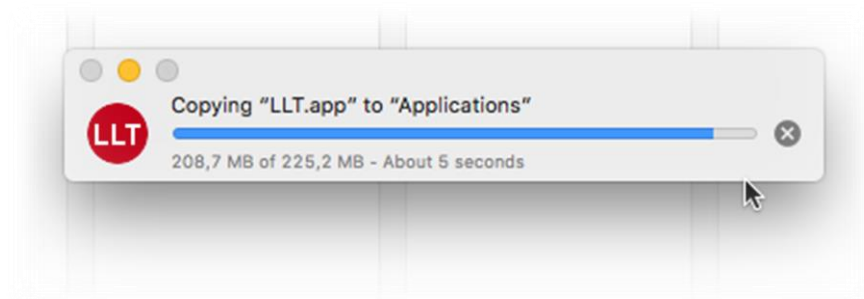 Copying “LLT.app” to “Applications”
LLT
208,7 MB of 225,2 MB - About 5 seconds